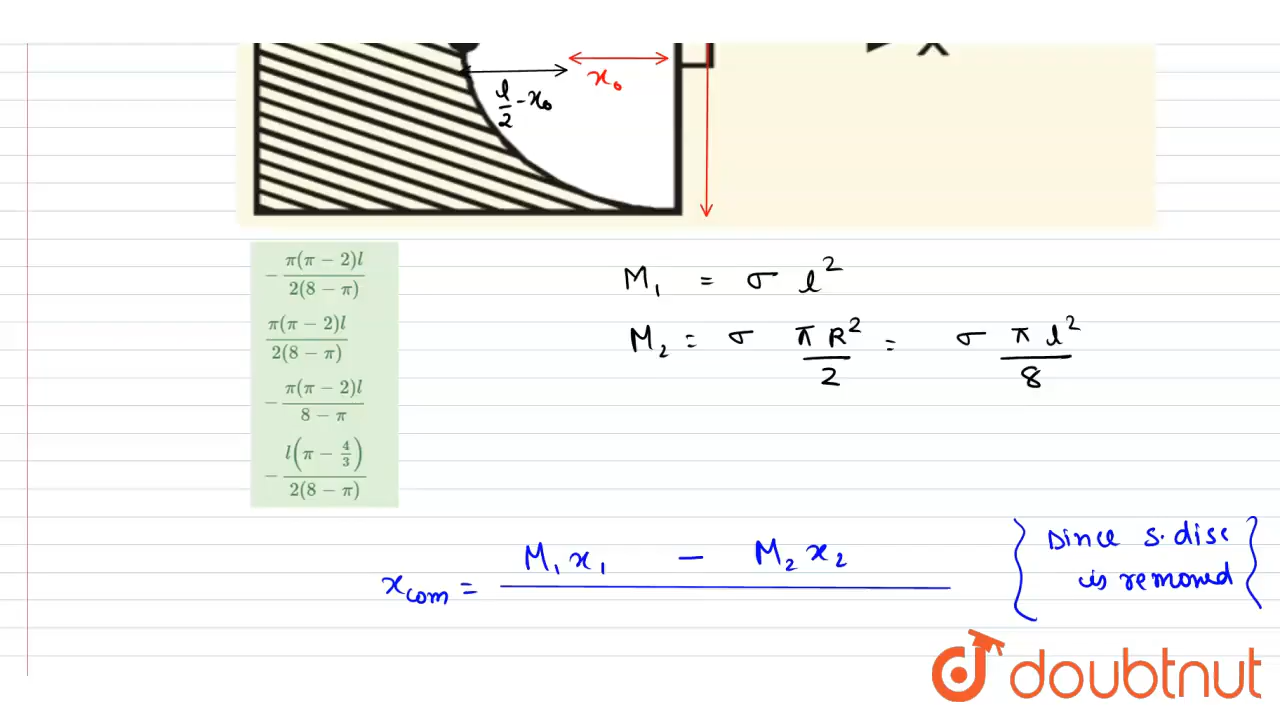 X
x₀
l/2 - x₀
-π(π - 2)l / 2(8 - π)
π(π - 2)l / 2(8 - π)
-π(π - 2)l / 8 - π
-l(π - 4/3) / 2(8 - π)
M₁ = σ l²
M₂ = σ πR²/2 = σ πl²/8
x_com = M₁x₁ - M₂x₂
{ Since s. disc
is removed }
doubtnut